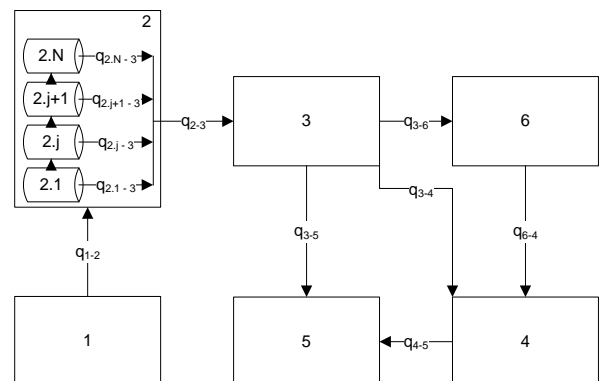 2
2.N
q2.N - 3
2.j+1
q2.j+1 - 3
2.j
q2.j - 3
2.1
q2.1 - 3
q2-3
3
q3-6
6
q3-4
q3-5
q6-4
q1-2
1
5
q4-5
4